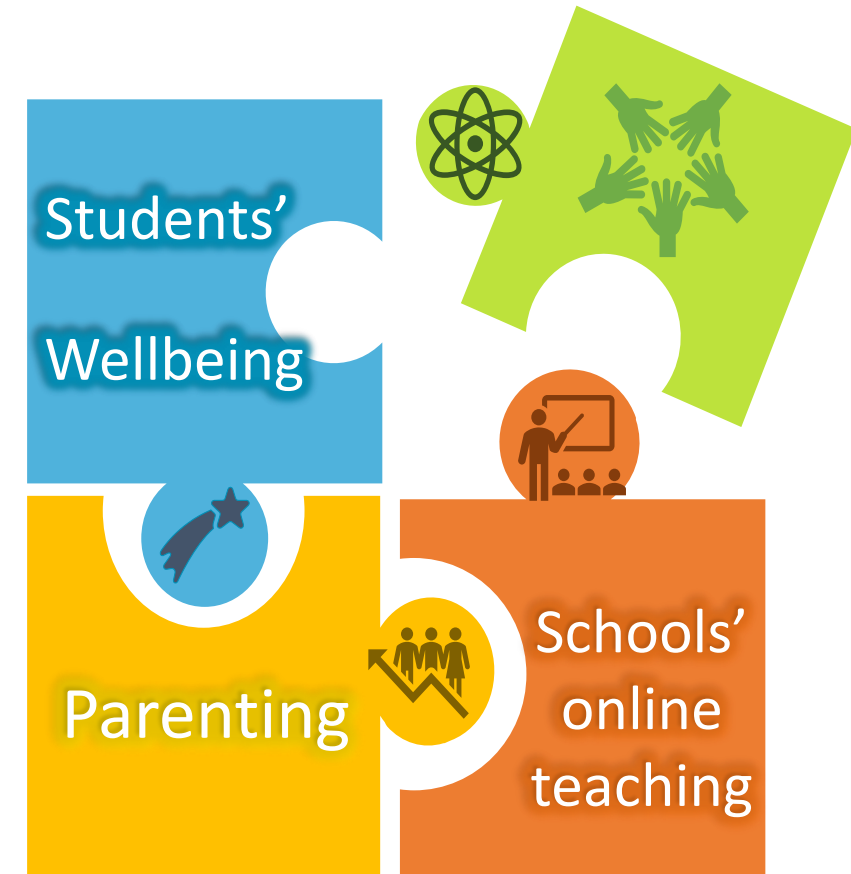 Students’
Wellbeing
Parenting
Schools’
online
teaching